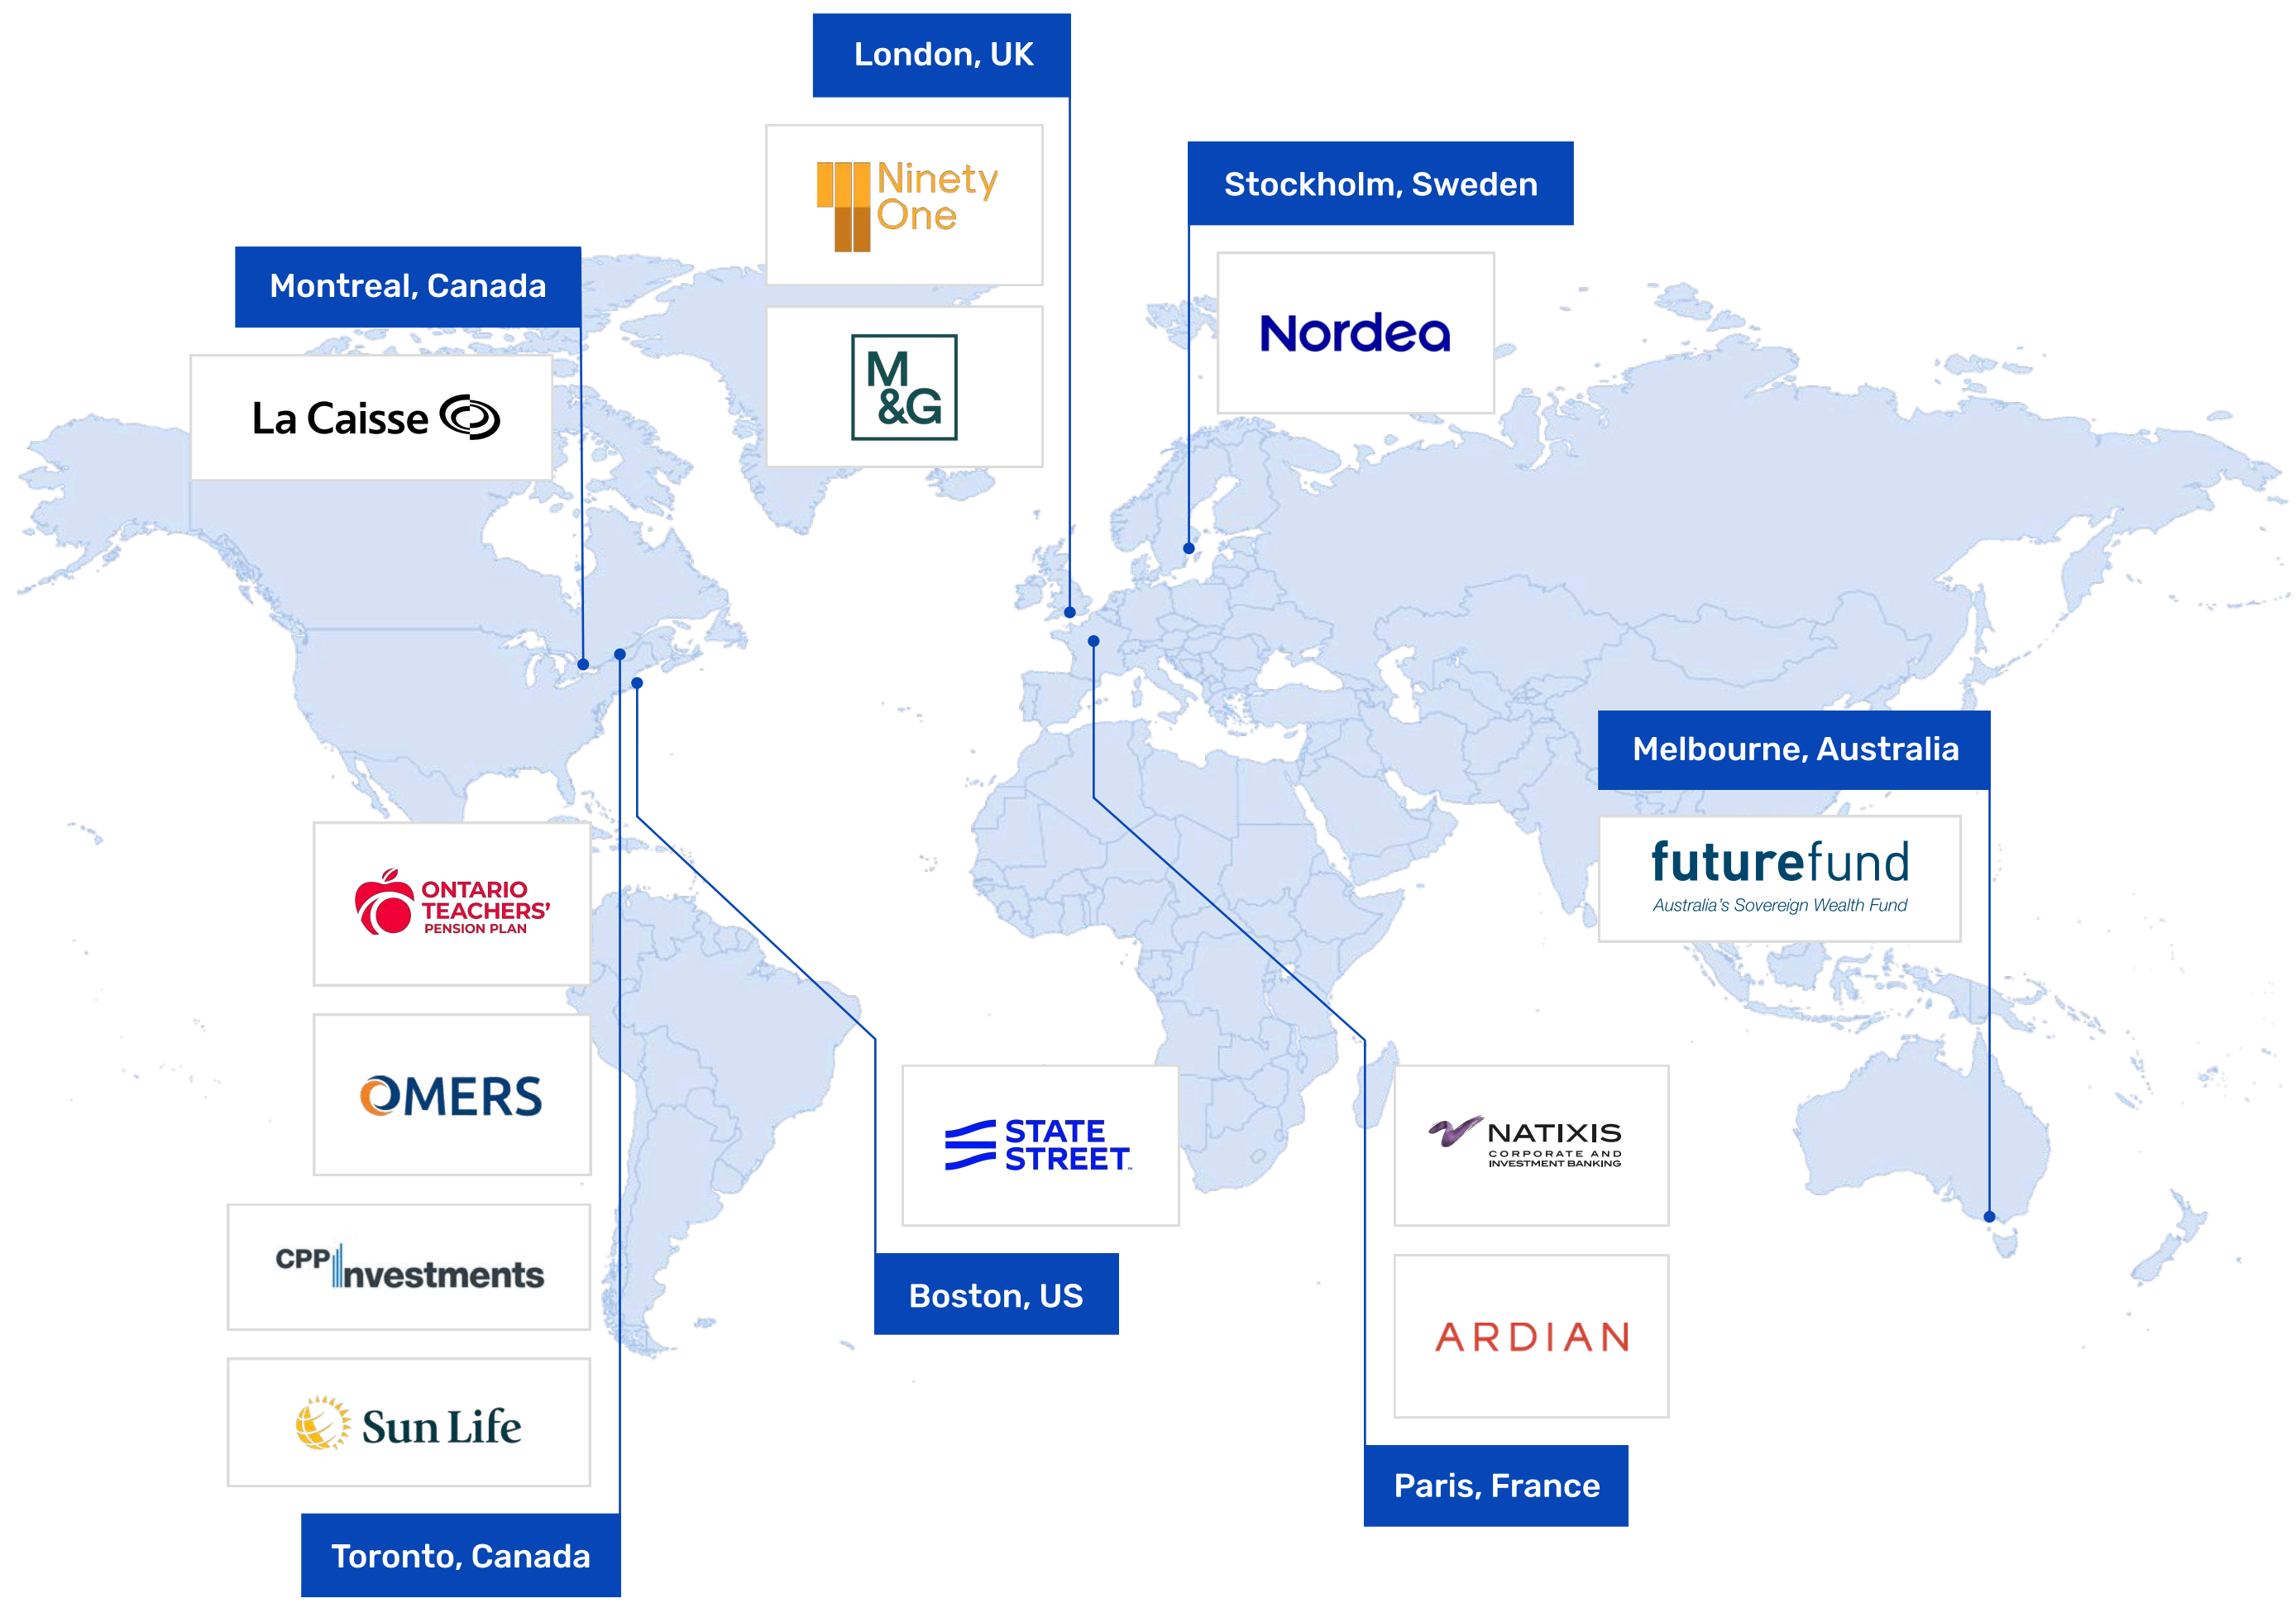 London, UK
Ninety
One
M
&G
Stockholm, Sweden
Nordea
Montreal, Canada
La Caisse
Melbourne, Australia
futurefund
Australia's Sovereign Wealth Fund
ONTARIO
TEACHERS'
PENSION PLAN
OMERS
CPP Investments
Sun Life
Toronto, Canada
STATE
STREET
Boston, US
NATIXIS
CORPORATE AND
INVESTMENT BANKING
ARDIAN
Paris, France